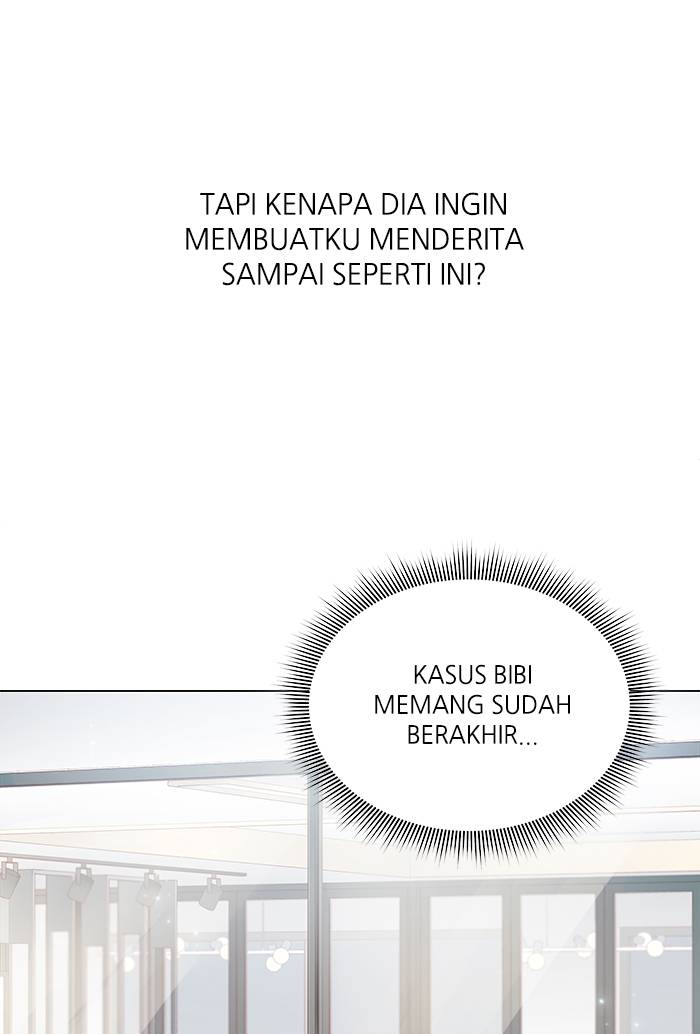 TAPI KENAPA DIA INGIN
MEMBUATKU MENDERITA
SAMPAI SEPERTI INI?
KASUS BIBI
MEMANG SUDAH
BERAKHIR...